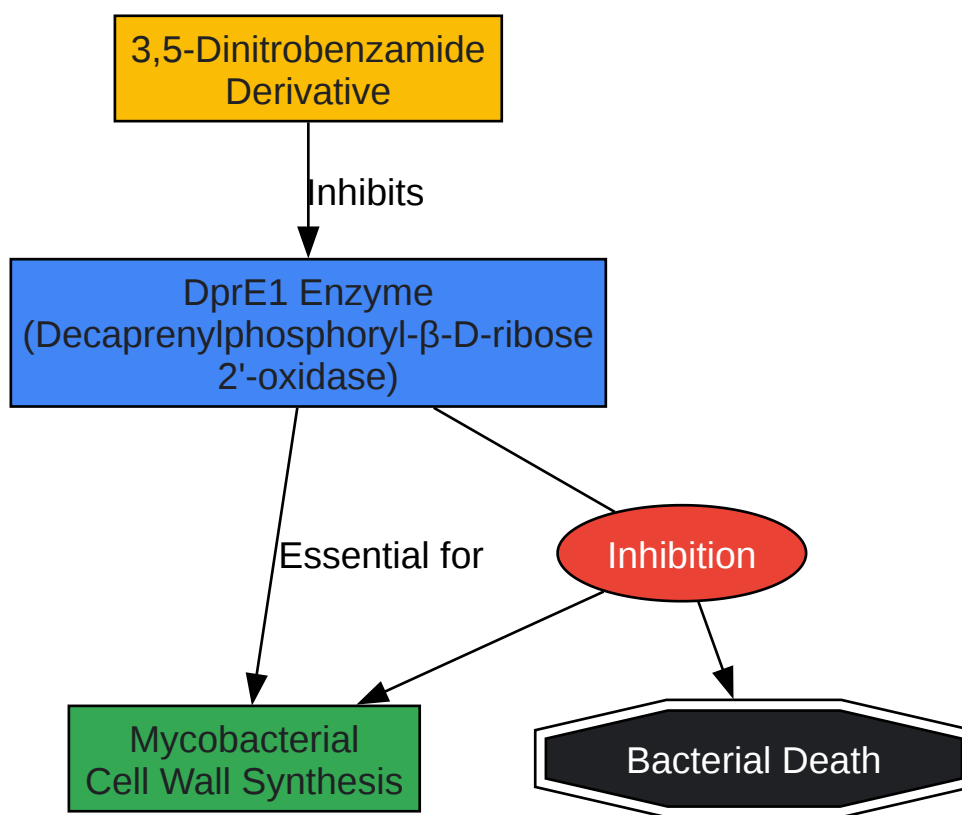 3,5-Dinitrobenzamide
Derivative
Inhibits
DprE1 Enzyme
(Decaprenylphosphoryl-β-D-ribose
2'-oxidase)
Essential for
Inhibition
Mycobacterial
Cell Wall Synthesis
Bacterial Death